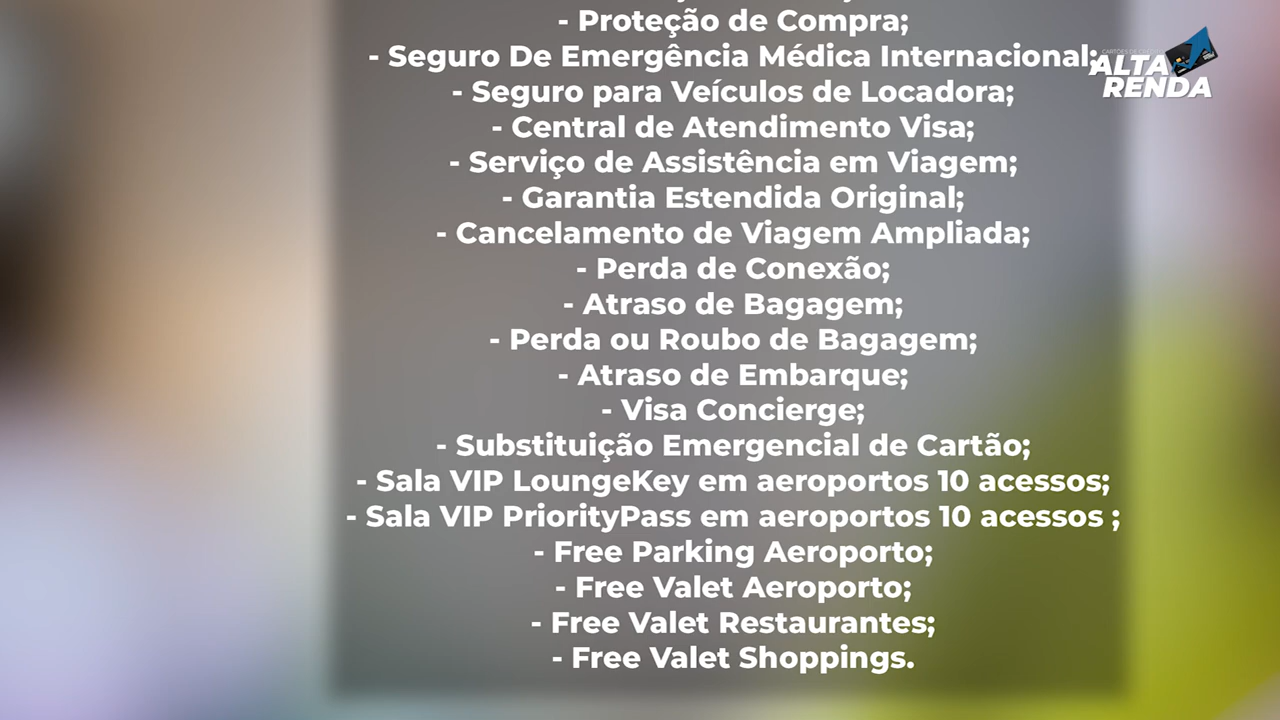 - Proteção de Compra;
- Seguro De Emergência Médica Internacional;
- Seguro para Veículos de Locadora;
- Central de Atendimento Visa;
- Serviço de Assistência em Viagem;
- Garantia Estendida Original;
- Cancelamento de Viagem Ampliada;
- Perda de Conexão;
- Atraso de Bagagem;
- Perda ou Roubo de Bagagem;
- Atraso de Embarque;
- Visa Concierge;
- Substituição Emergencial de Cartão;
- Sala VIP LoungeKey em aeroportos 10 acessos;
- Sala VIP PriorityPass em aeroportos 10 acessos ;
- Free Parking Aeroporto;
- Free Valet Aeroporto;
- Free Valet Restaurantes;
- Free Valet Shoppings.
CARTÕES DE CRÉDITO
ALTA
RENDA